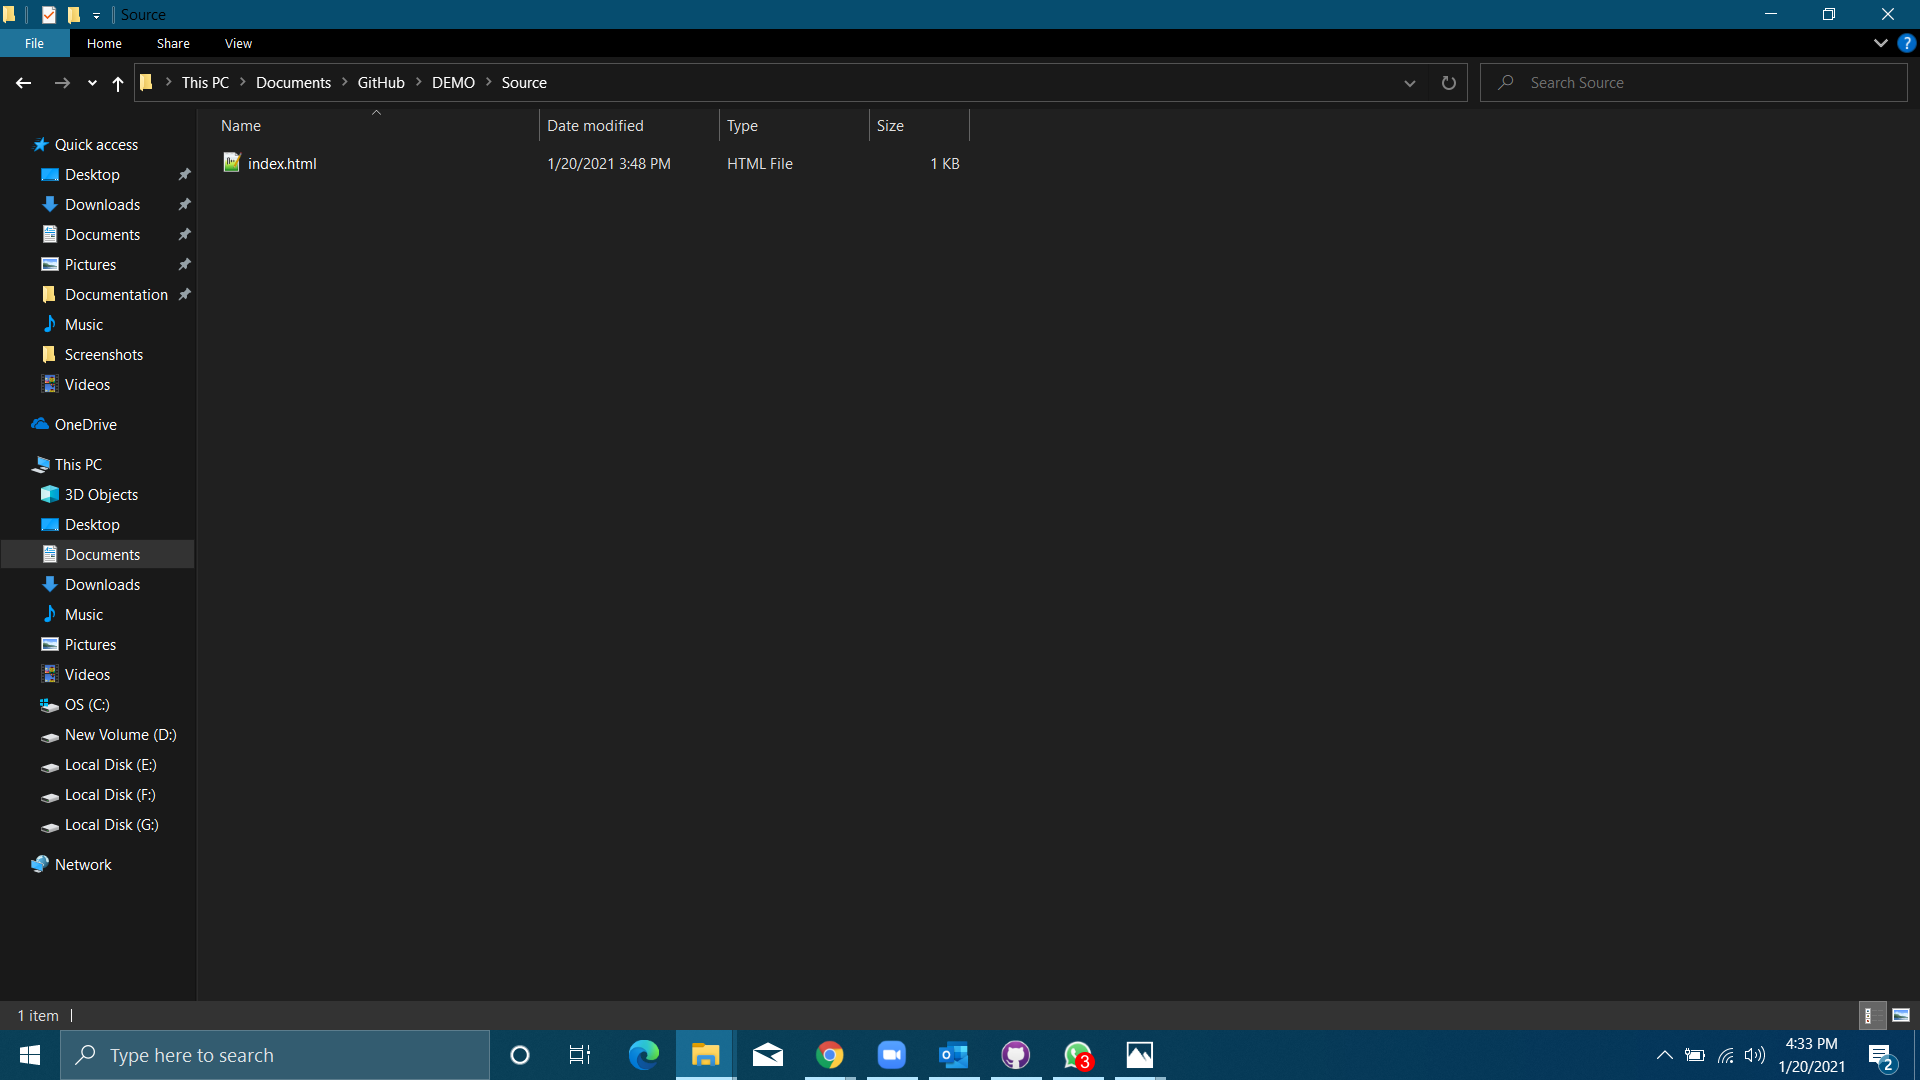 Source
File Home Share View
?
This PC Documents GitHub DEMO Source
Search Source
Name Date modified Type Size
index.html 1/20/2021 3:48 PM HTML File 1 KB
Quick access
Desktop
Downloads
Documents
Pictures
Documentation
Music
Screenshots
Videos
OneDrive
This PC
3D Objects
Desktop
Documents
Downloads
Music
Pictures
Videos
OS (C:)
New Volume (D:)
Local Disk (E:)
Local Disk (F:)
Local Disk (G:)
Network
1 item
Type here to search
3
4:33 PM
1/20/2021
2